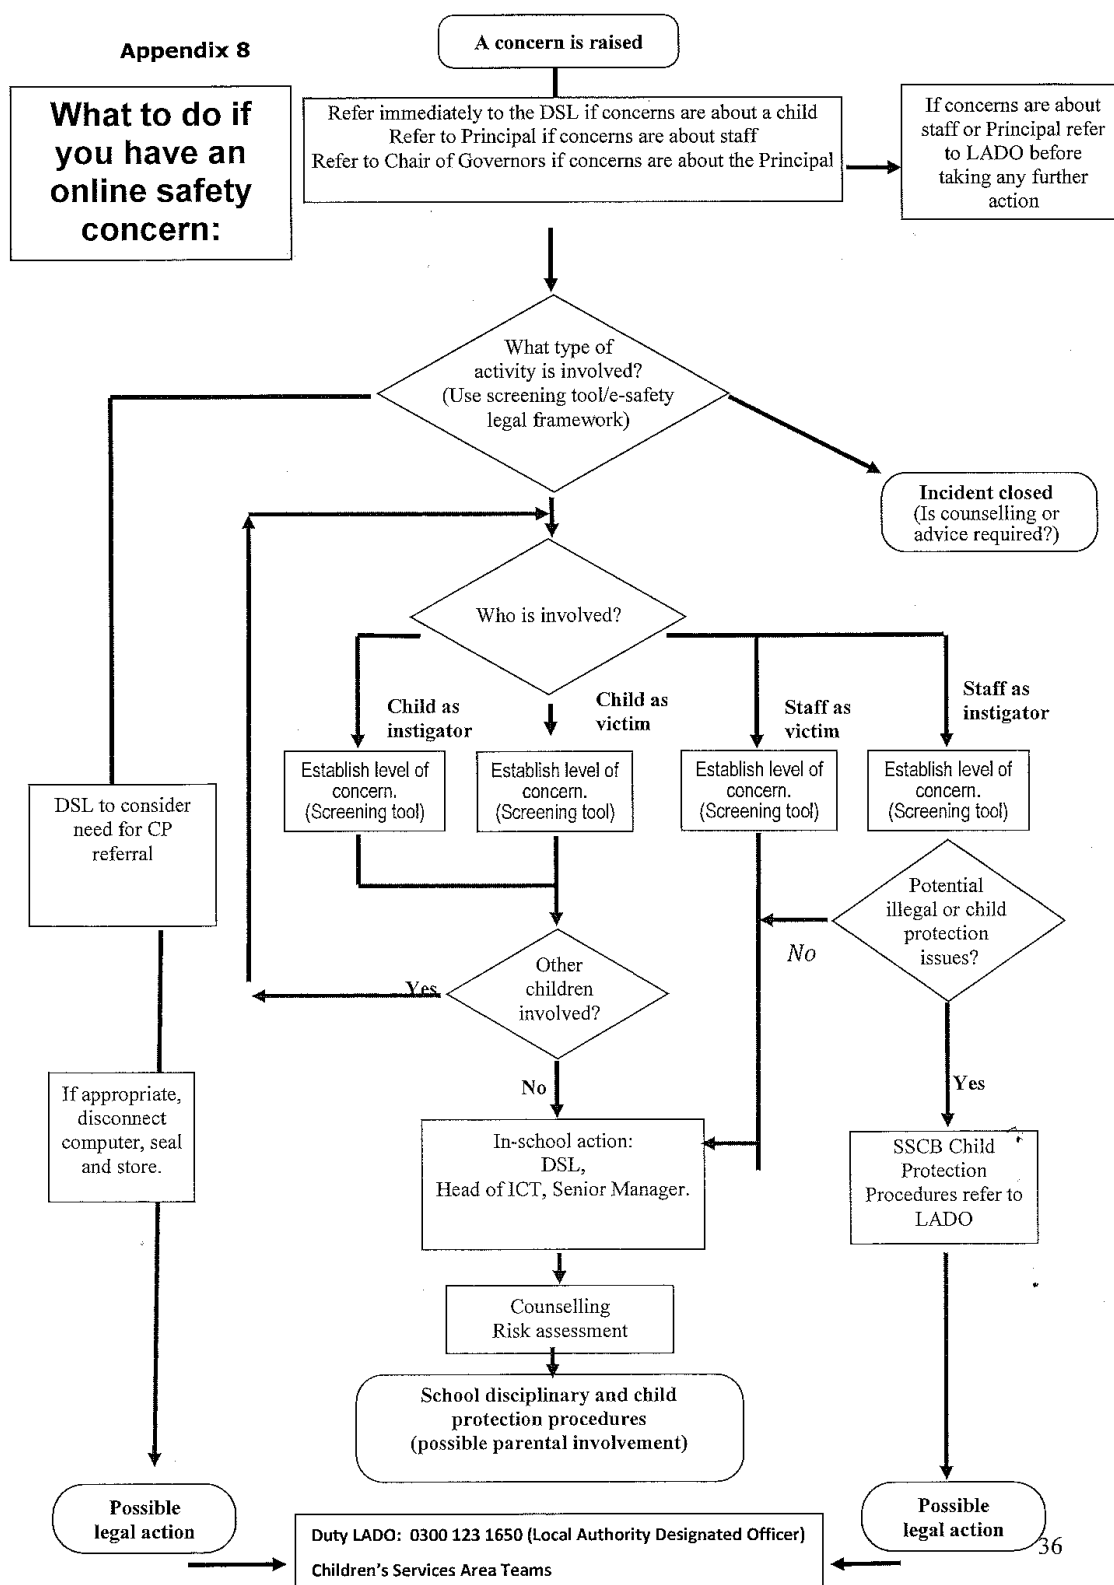 Appendix 8
What to do if
you have an
online safety
concern:
A concern is raised
Refer immediately to the DSL if concerns are about a child
Refer to Principal if concerns are about staff
Refer to Chair of Governors if concerns are about the Principal
If concerns are about
staff or Principal refer
to LADO before
taking any further
action
What type of
activity is involved?
(Use screening tool/e-safety
legal framework)
Incident closed
(Is counselling or
advice required?)
Who is involved?
Child as
instigator
Child as
victim
Staff as
victim
Staff as
instigator
Establish level of
concern.
(Screening tool)
Establish level of
concern.
(Screening tool)
Establish level of
concern.
(Screening tool)
Establish level of
concern.
(Screening tool)
DSL to consider
need for CP
referral
Potential
illegal or child
protection
issues?
No
Other
children
involved?
Yes
No
Yes
If appropriate,
disconnect
computer, seal
and store.
In-school action:
DSL,
Head of ICT, Senior Manager.
SSCB Child
Protection
Procedures refer to
LADO
Counselling
Risk assessment
School disciplinary and child
protection procedures
(possible parental involvement)
Possible
legal action
Possible
legal action
Duty LADO: 0300 123 1650 (Local Authority Designated Officer)
Children's Services Area Teams
36